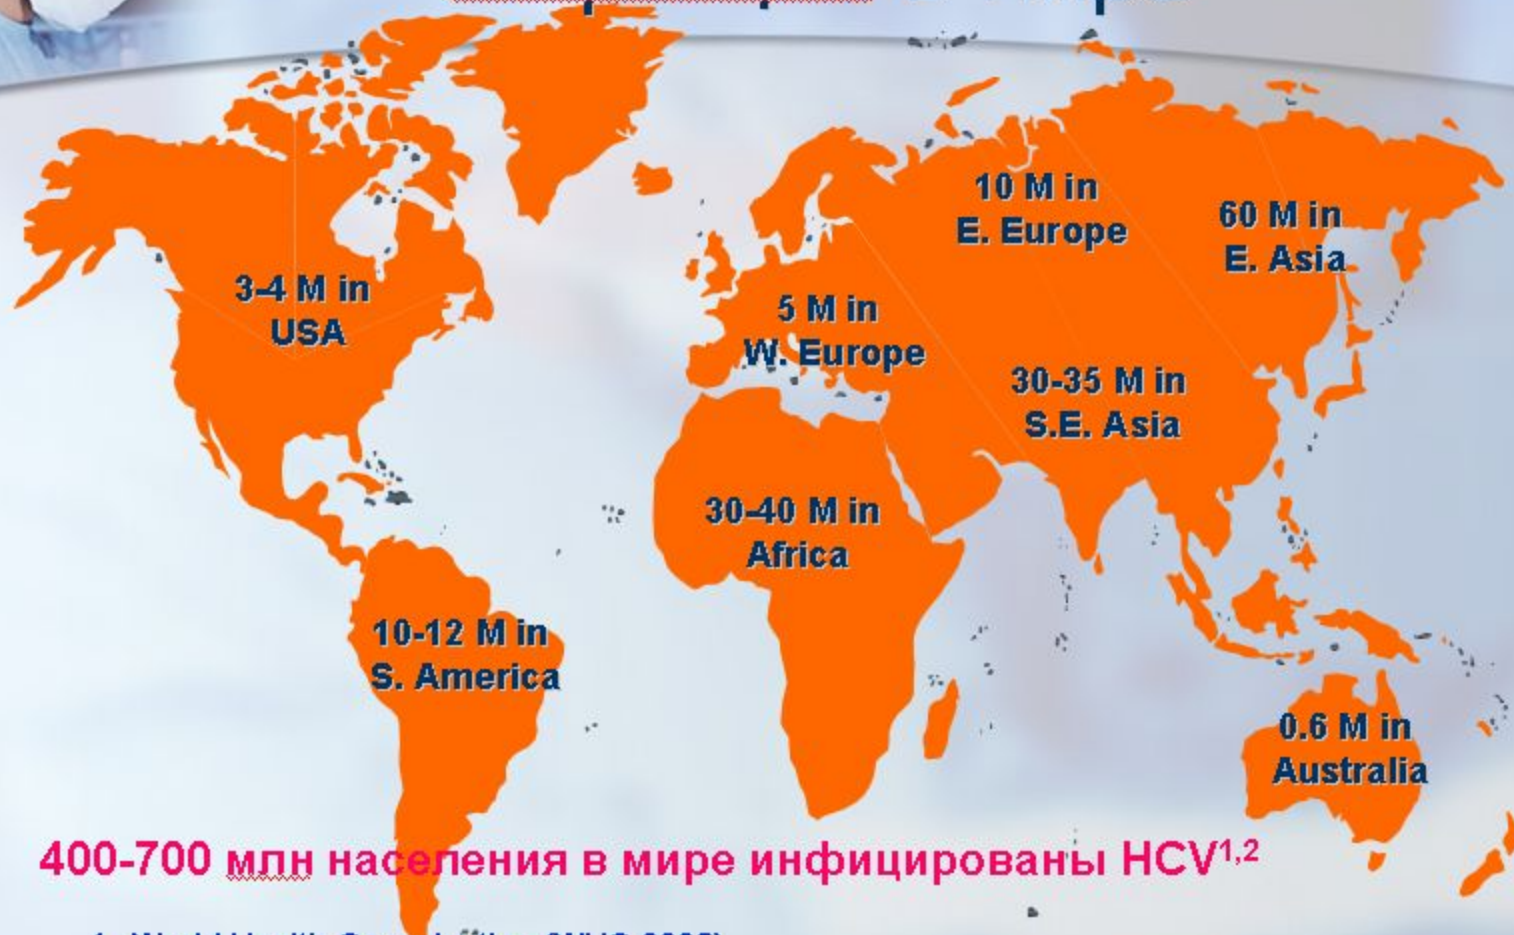 10 M in
E. Europe
60 M in
E. Asia
3-4 M in
USA
5 M in
W. Europe
30-35 M in
S.E. Asia
30-40 M in
Africa
10-12 M in
S. America
0.6 M in
Australia
400-700 млн населения в мире инфицированы HCV1,2